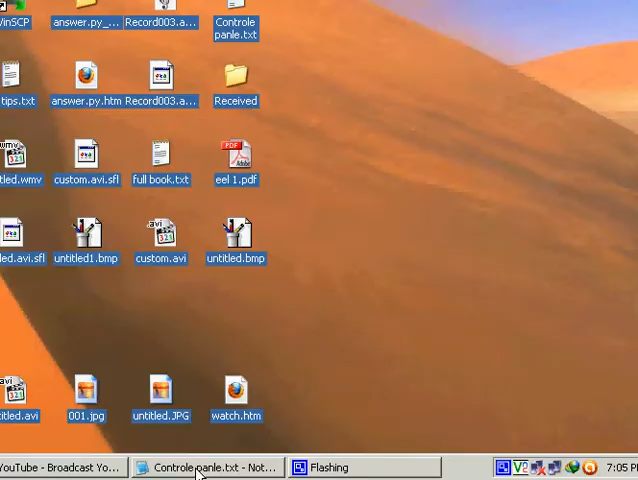 WinSCP
answer.py_...
Record003.a...
Controle
panle.txt
tips.txt
answer.py.htm
Record003.a...
Received
tled.wmv
custom.avi.sfl
full book.txt
eel 1.pdf
led.avi.sfl
untitled1.bmp
custom.avi
untitled.bmp
titled.avi
001.jpg
untitled.JPG
watch.htm
YouTube - Broadcast Yo...
Controle panle.txt - Not...
Flashing
7:05 P